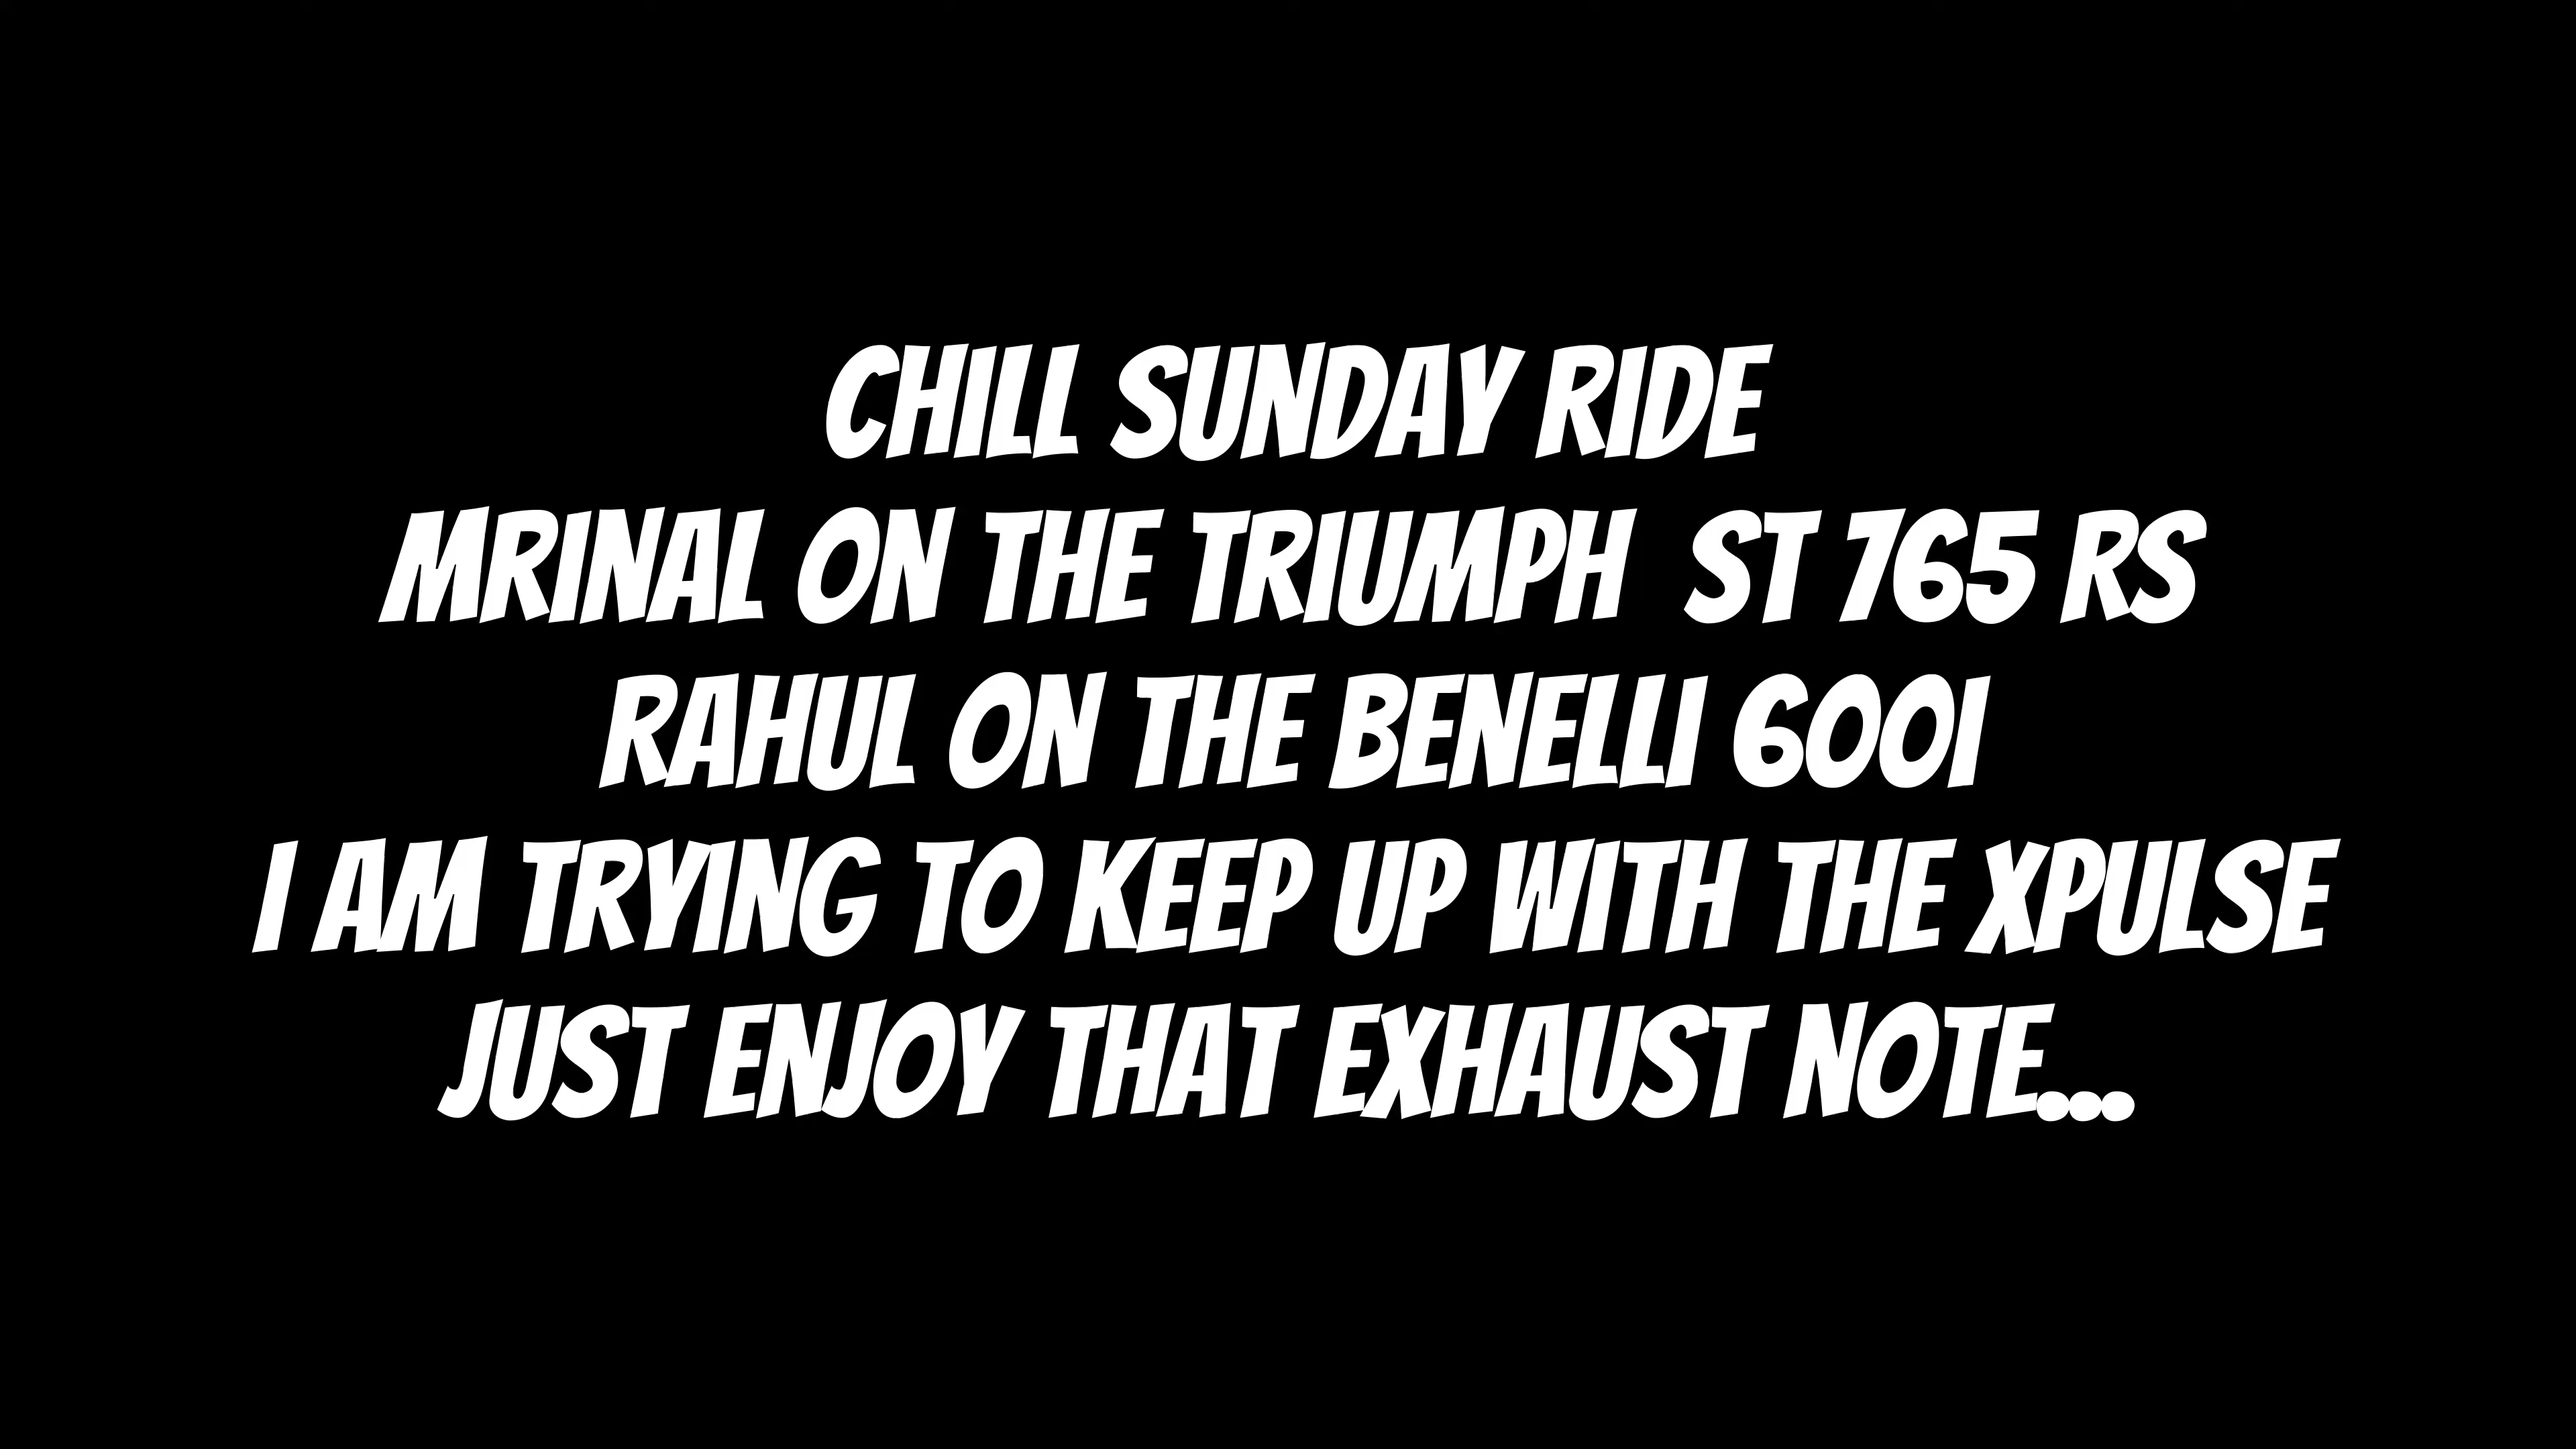 CHILL SUNDAY RIDE
MRINAL ON THE TRIUMPH ST 765 RS
RAHUL ON THE BENELLI 600I
I AM TRYING TO KEEP UP WITH THE XPULSE
JUST ENJOY THAT EXHAUST NOTE...